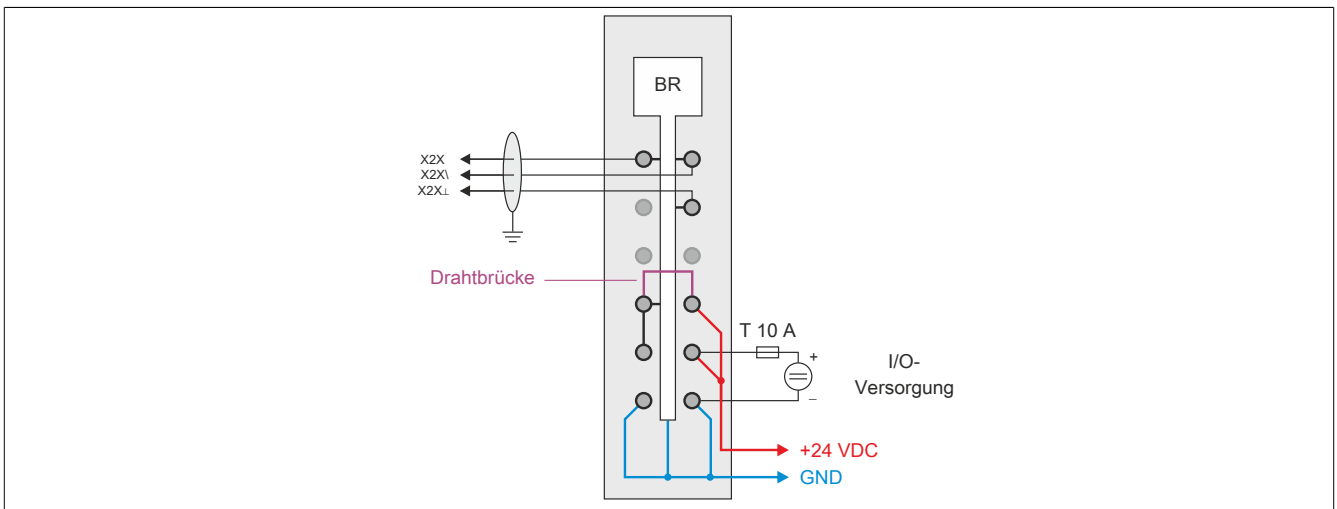 BR
X2X
X2X\
X2X⊥
Drahtbrücke
T 10 A
+
I/O-
Versorgung
_
+24 VDC
GND